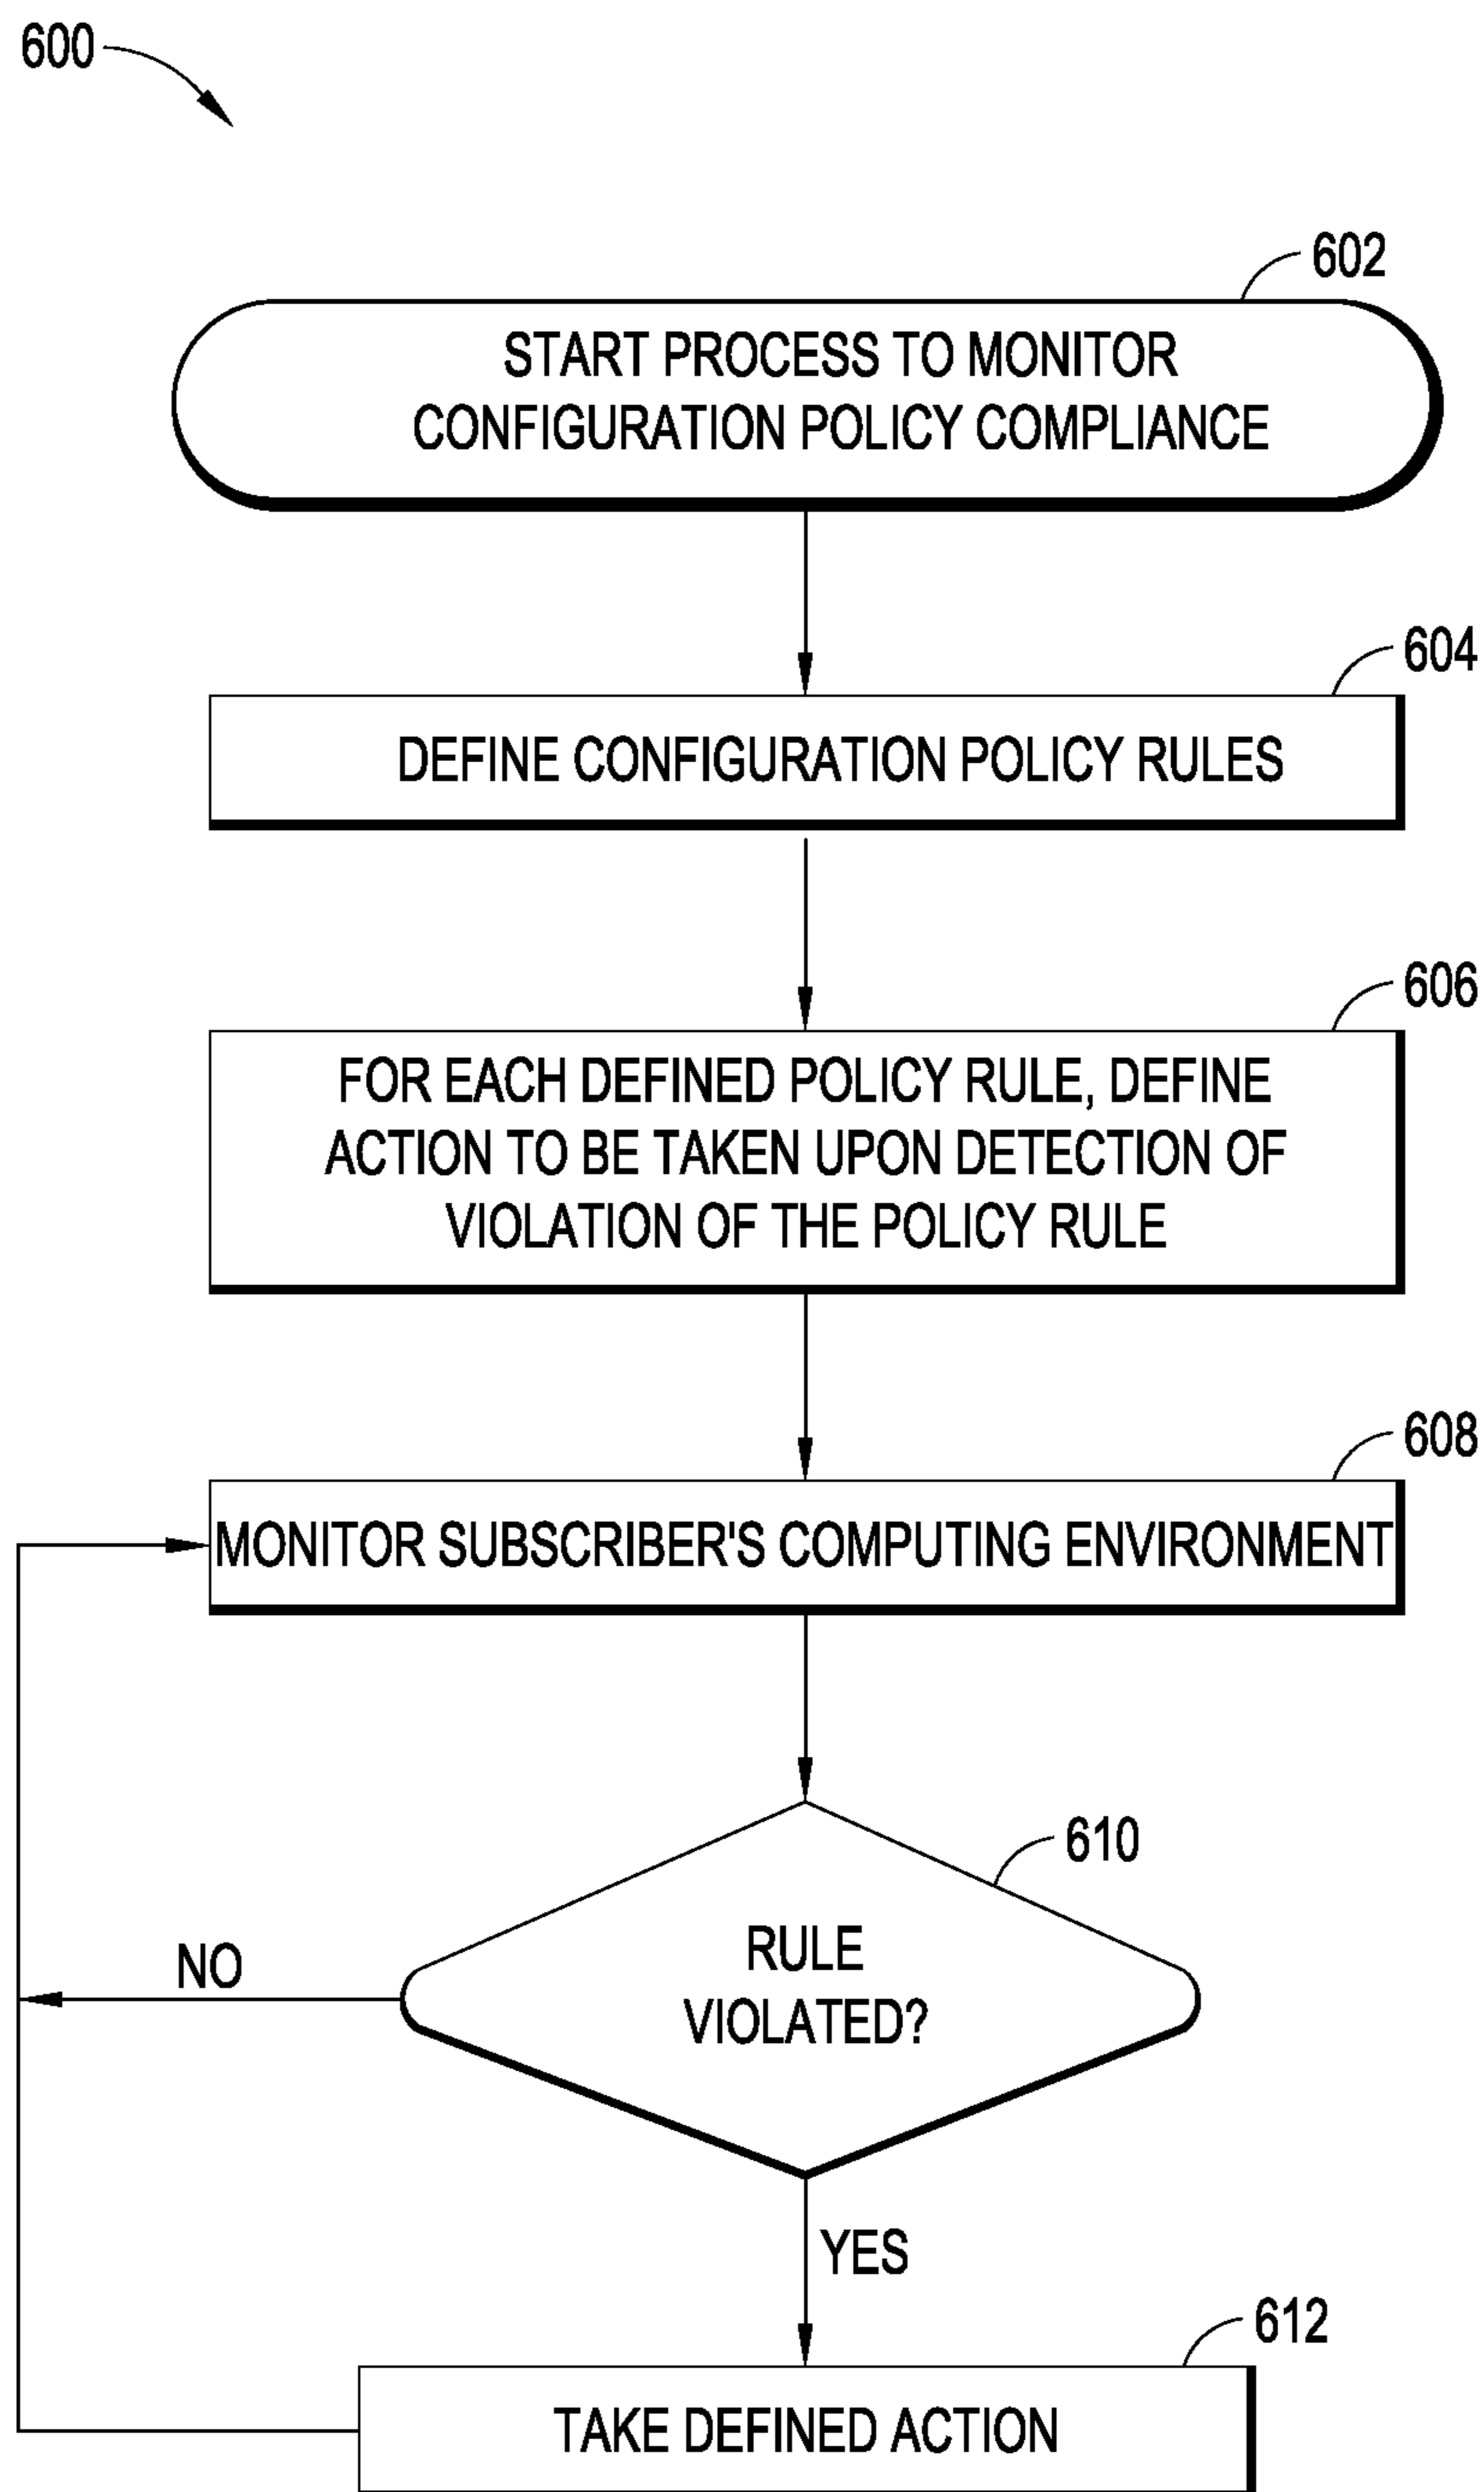 600
602
START PROCESS TO MONITOR
CONFIGURATION POLICY COMPLIANCE
604
DEFINE CONFIGURATION POLICY RULES
606
FOR EACH DEFINED POLICY RULE, DEFINE
ACTION TO BE TAKEN UPON DETECTION OF
VIOLATION OF THE POLICY RULE
608
MONITOR SUBSCRIBER'S COMPUTING ENVIRONMENT
610
RULE
VIOLATED?
NO
YES
612
TAKE DEFINED ACTION